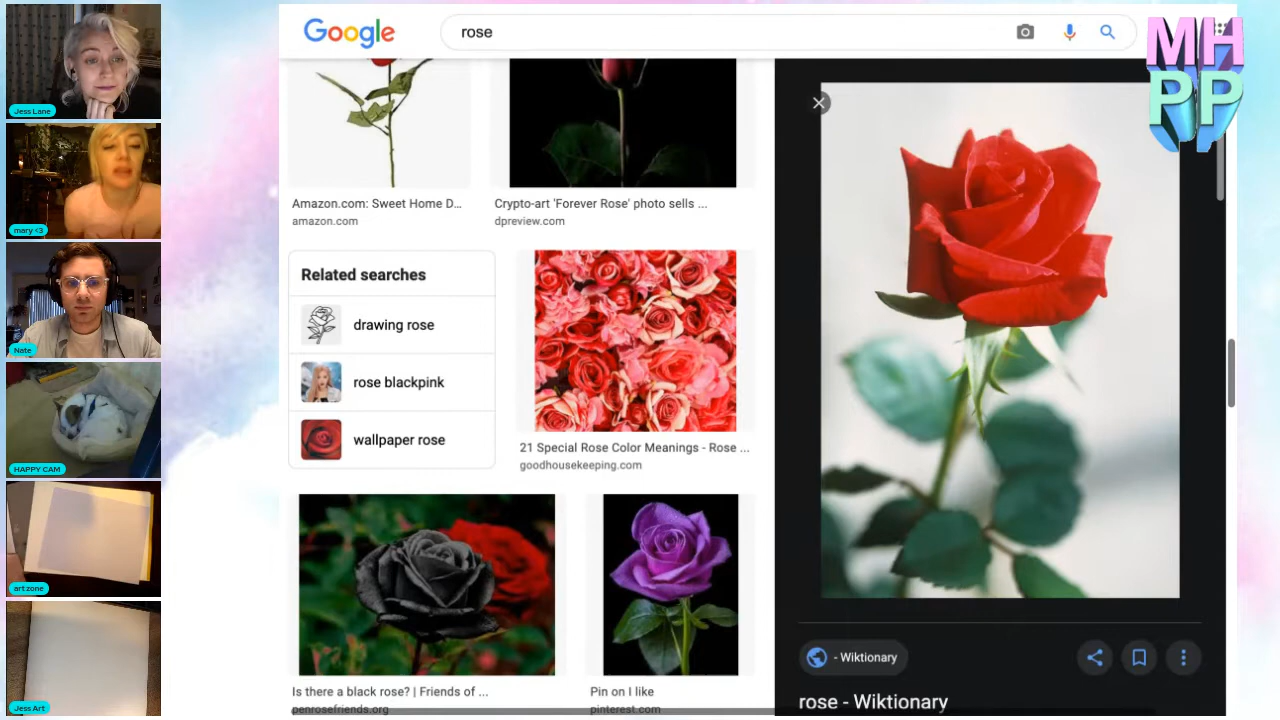 Google
rose
MH
PP
Jess Lane
mary <3
Nate
HAPPY CAM
art zone
Jess Art
Amazon.com: Sweet Home D...
amazon.com
Crypto-art 'Forever Rose' photo sells ...
dpreview.com
Related searches
drawing rose
rose blackpink
wallpaper rose
21 Special Rose Color Meanings - Rose ...
goodhousekeeping.com
Is there a black rose? | Friends of ...
penrosefriends.org
Pin on I like
pinterest.com
- Wiktionary
rose - Wiktionary